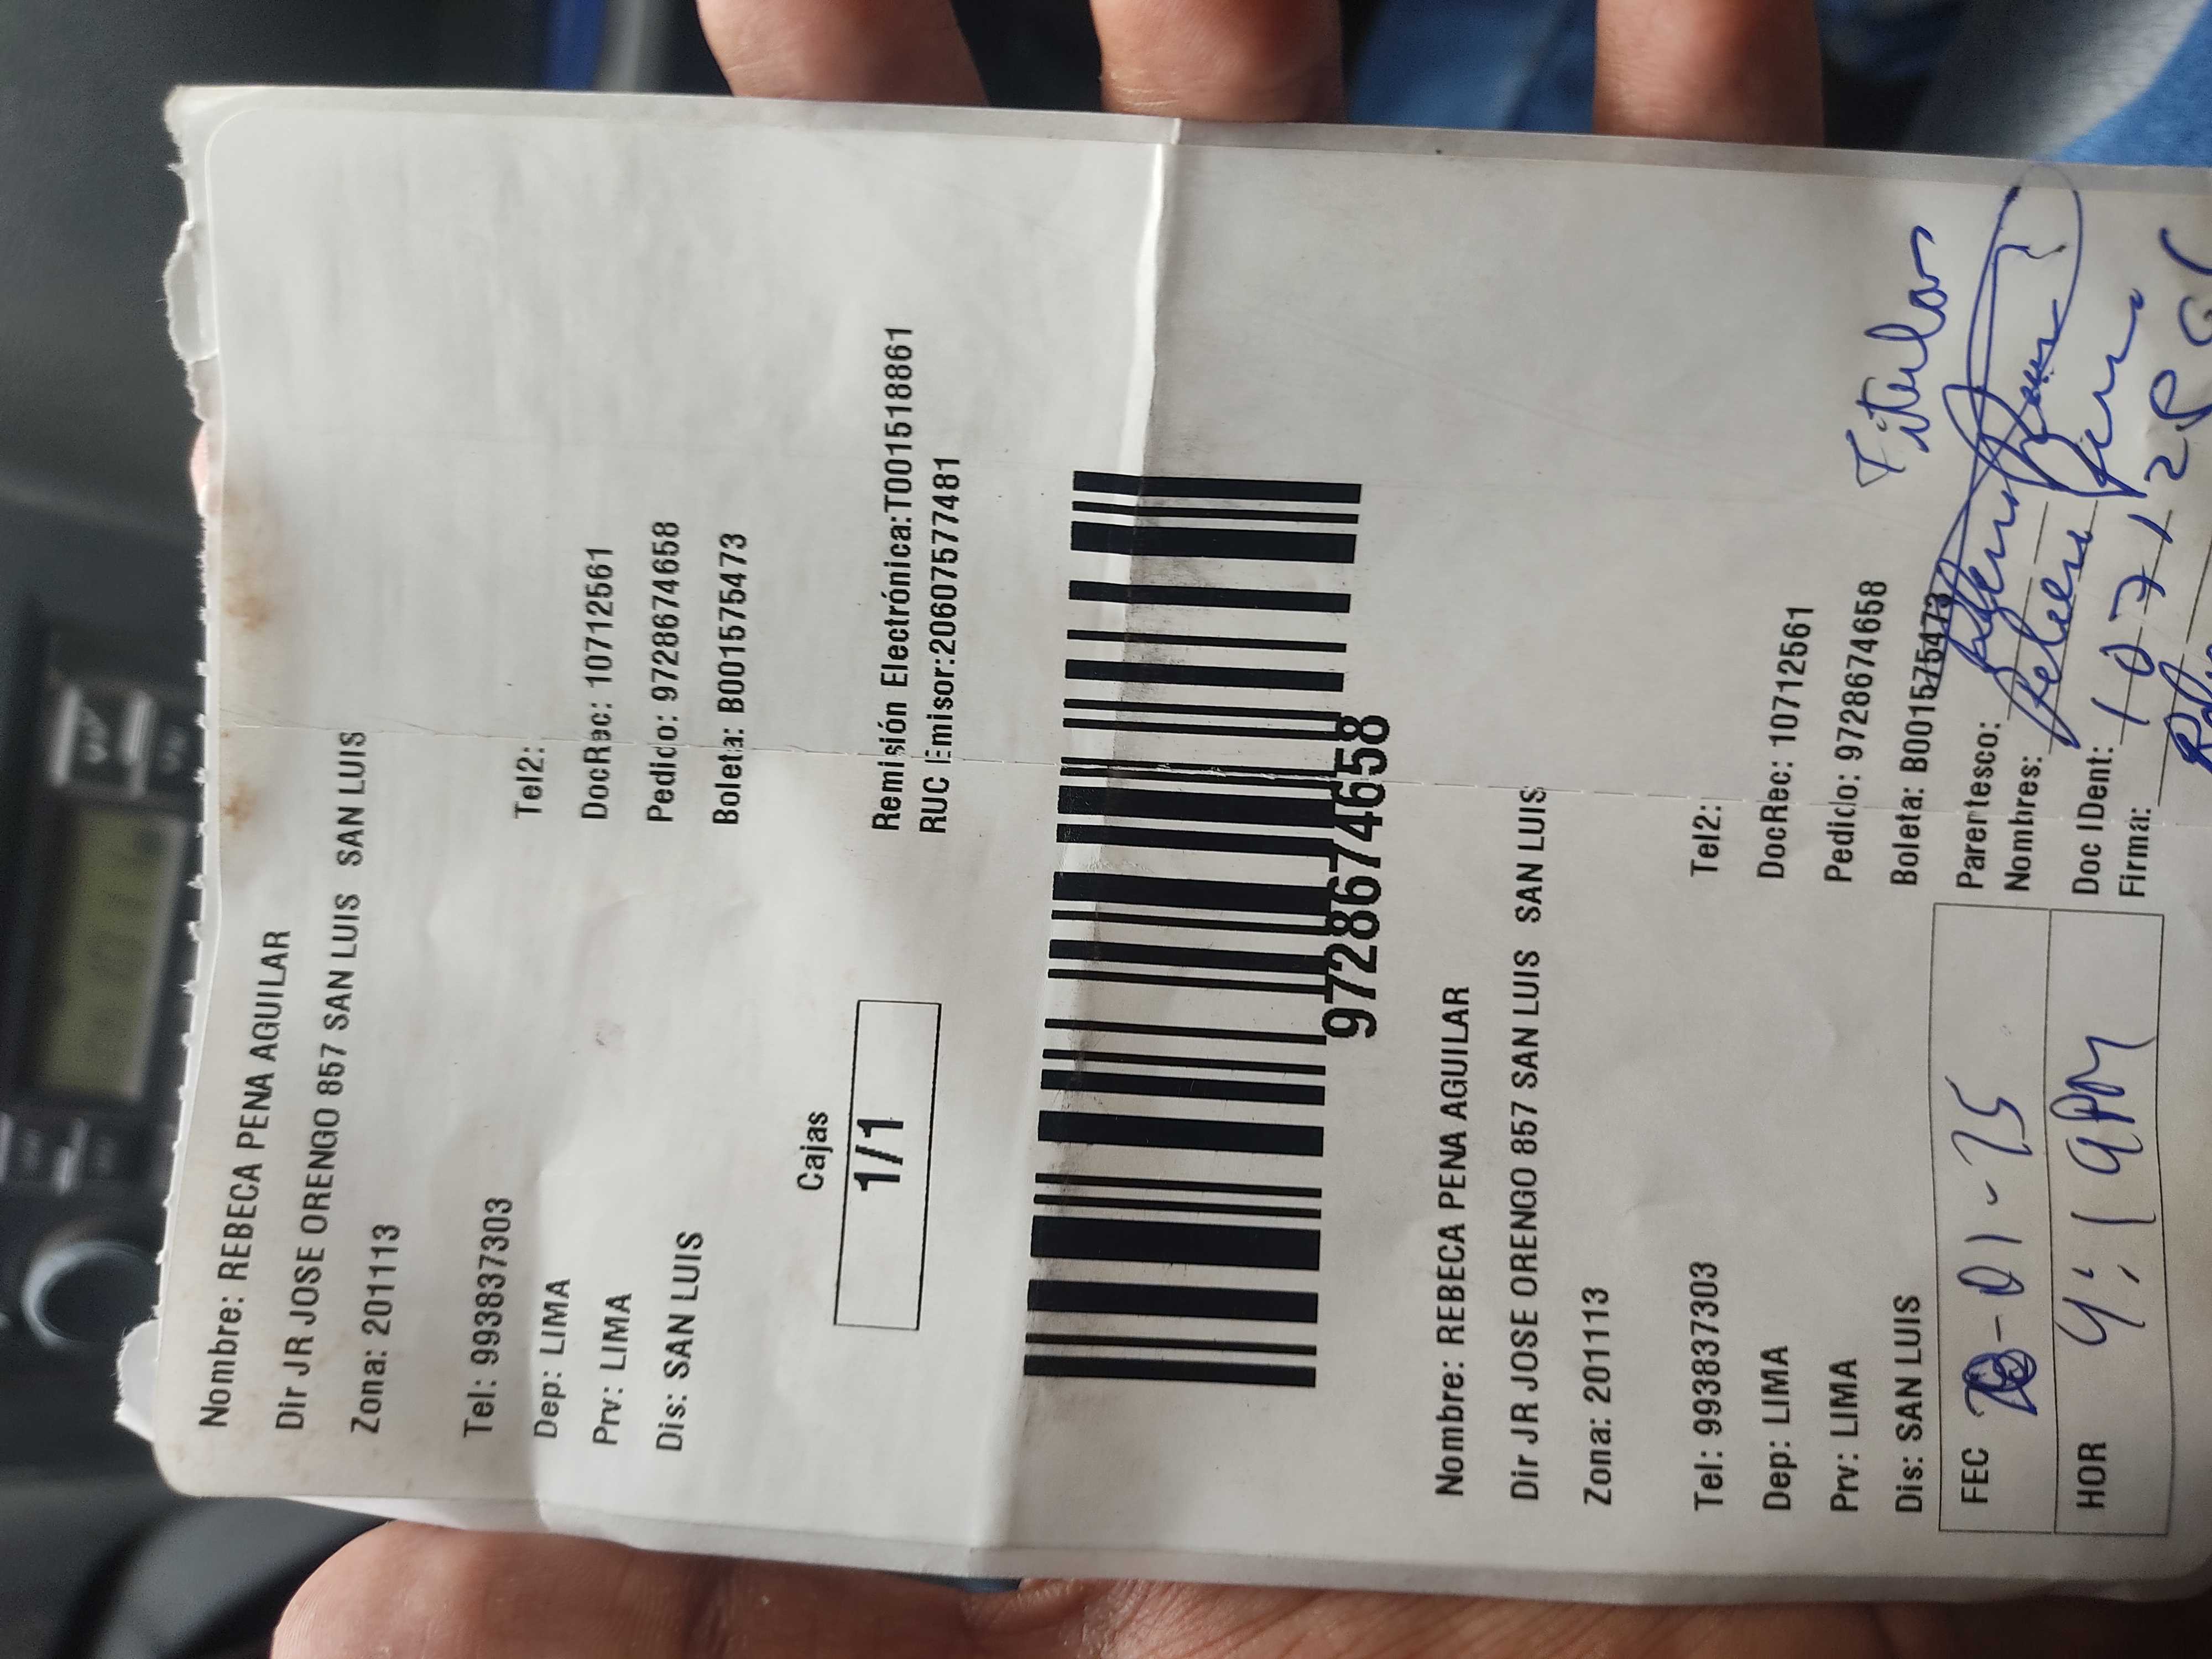 Nombre: REBECA PENA AGUILAR
Dir JR JOSE ORENGO 857 SAN LUIS SAN LUIS
Zona: 201113
Tel: 993837303 Tel2:
Dep: LIMA DocRec: 10712561
Prv: LIMA Pedido: 9728674658
Dis: SAN LUIS Boleta: B001575473
Cajas
1/1
Remisión Electrónica:T001518861
RUC Emisor:20607577481
9728674658
Nombre: REBECA PENA AGUILAR
Dir JR JOSE ORENGO 857 SAN LUIS SAN LUIS
Zona: 201113
Tel: 993837303 Tel2:
Dep: LIMA DocRec: 10712561
Prv: LIMA Pedido: 9728674658
Dis: SAN LUIS Boleta: B001575473
Titular
FEC -01-25
Parentesco:
Nombres:
HOR 4:19PM
Doc IDent: 107125
Firma: